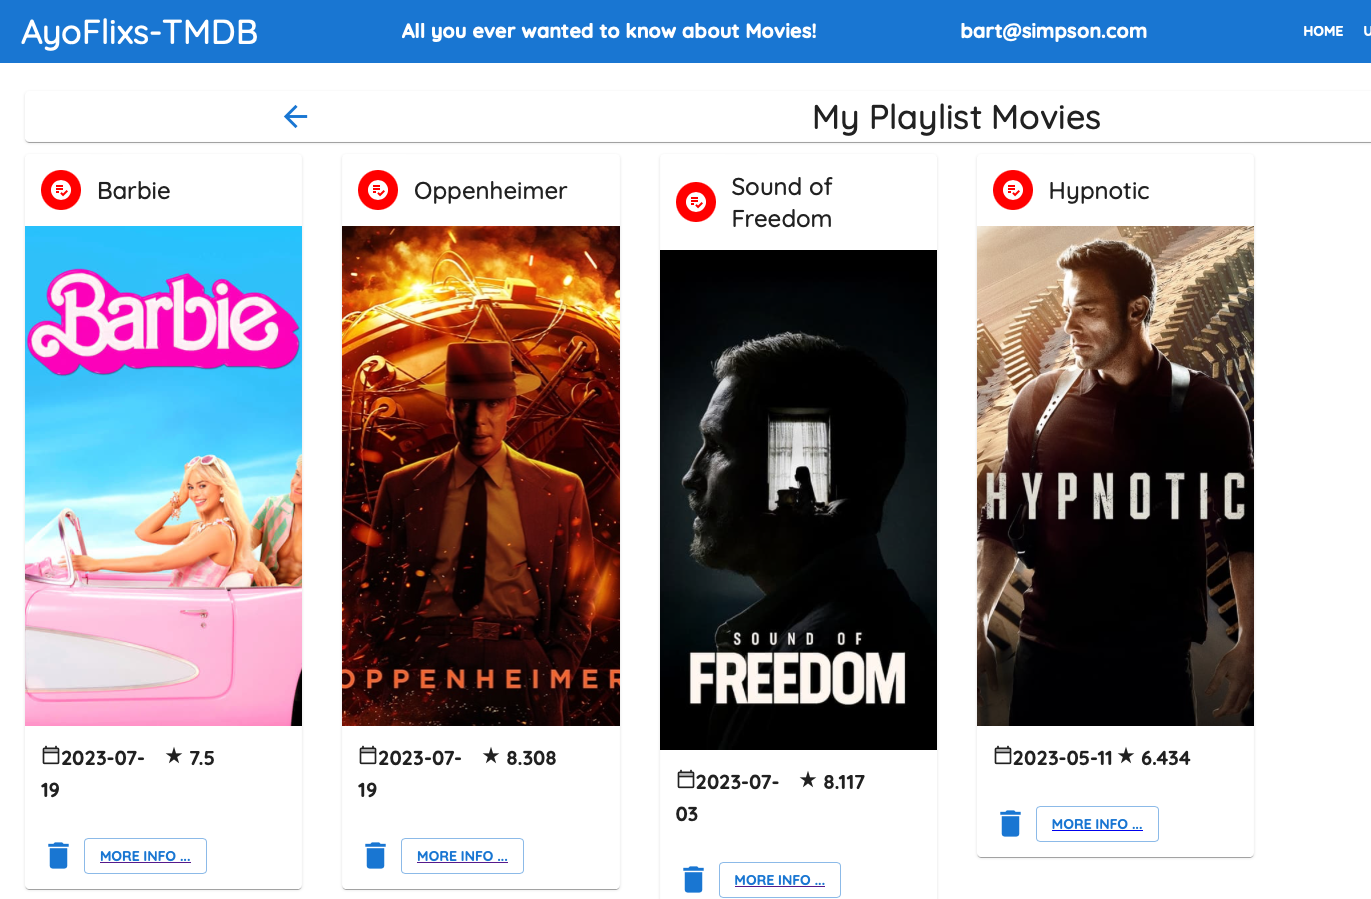 AyoFlixs-TMDB All you ever wanted to know about Movies! bart@simpson.com HOME U
My Playlist Movies
Barbie
Barbie
2023-07-19 ★ 7.5
MORE INFO ...
Oppenheimer
OPPENHEIMER
2023-07-19 ★ 8.308
MORE INFO ...
Sound of
Freedom
SOUND OF
FREEDOM
2023-07-03 ★ 8.117
MORE INFO ...
Hypnotic
HYPNOTIC
2023-05-11 ★ 6.434
MORE INFO ...